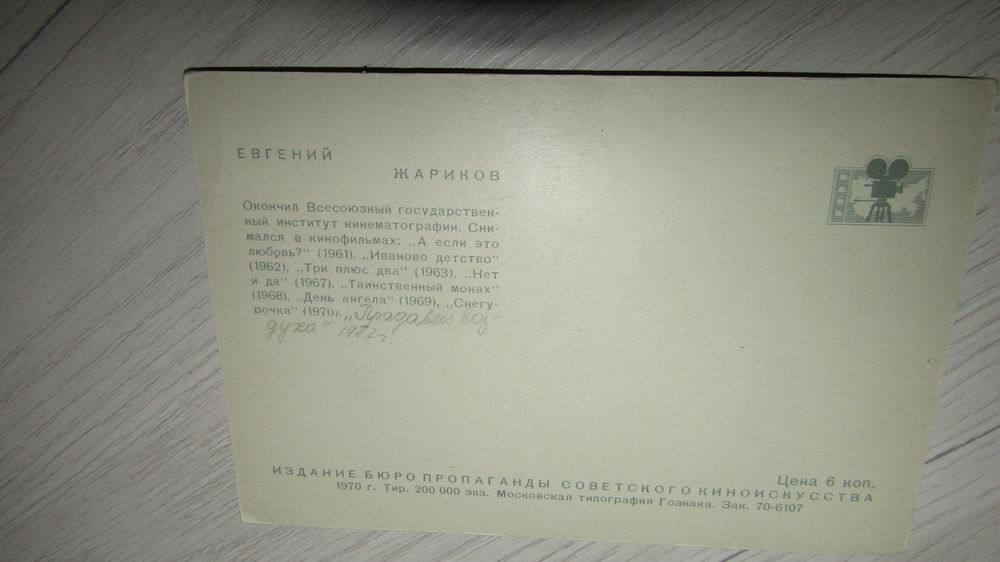 ЕВГЕНИЙ
ЖАРИКОВ
Окончил Всесоюзный государствен-
ный институт кинематографии. Сни-
мался в кинофильмах: „А если это
любовь?" (1961), „Иваново детство"
(1962), „Три плюс два" (1963), „Нет
и да" (1967), „Таинственный монах"
(1968), „День ангела" (1969), „Снегу-
рочка" (1970). „Продавец воз-
духа" 1972г.
Цена 6 коп.
ИЗДАНИЕ БЮРО ПРОПАГАНДЫ СОВЕТСКОГО КИНОИСКУССТВА
1970 г. Тир. 200 000 экз. Московская типография Гознака. Зак. 70-6107